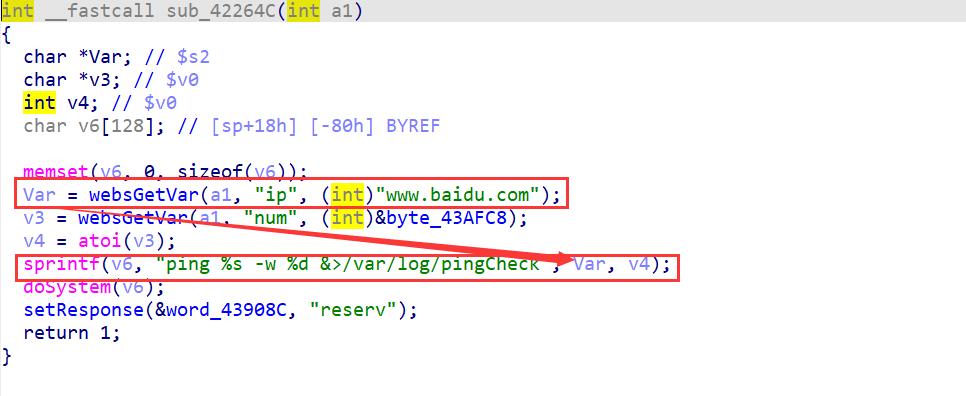 int __fastcall sub_42264C(int a1)
{
char *Var; // $s2
char *v3; // $v0
int v4; // $v0
char v6[128]; // [sp+18h] [-80h] BYREF
memset(v6, 0, sizeof(v6));
Var = websGetVar(a1, "ip", (int)"www.baidu.com");
v3 = websGetVar(a1, "num", (int)&byte_43AFC8);
v4 = atoi(v3);
sprintf(v6, "ping %s -w %d &>/var/log/pingCheck", Var, v4);
doSystem(v6);
setResponse(&word_43908C, "reserv");
return 1;
}